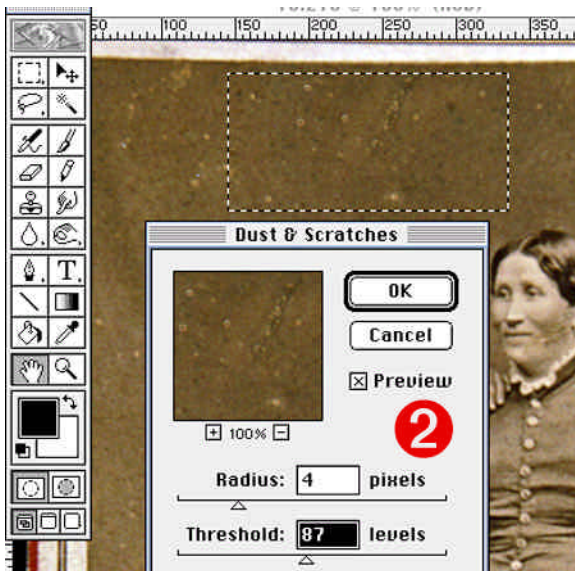 50 100 150 200 250 300 350
T
Dust & Scratches
OK
Cancel
Preview
100%
2
Radius: 4 pixels
Threshold: 87 levels